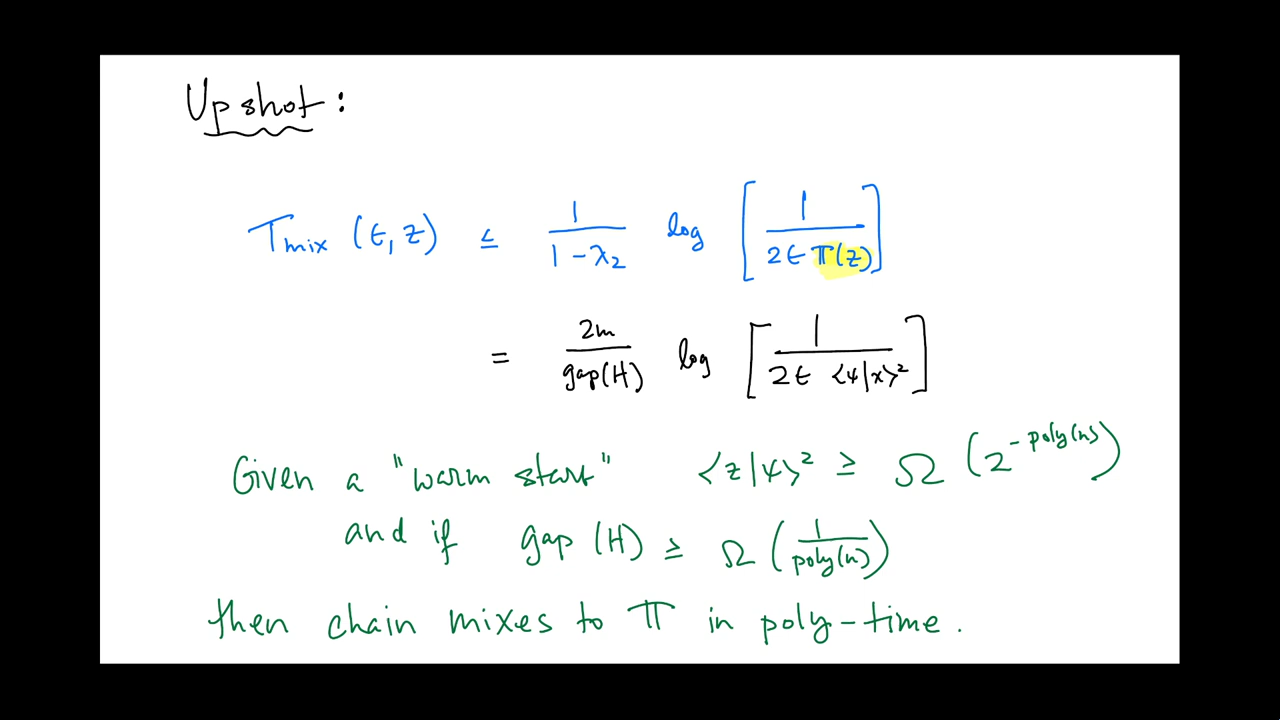 Upshot:
T_mix (ϵ, z) ≤ 1/(1 - λ₂) log [1/(2ϵ π(z))]
= 2m/gap(H) log [1/(2ϵ ⟨ψ|x⟩²)]
Given a "warm start" ⟨z|ψ⟩² ≥ Ω (2^{-poly(n)})
and if gap (H) ≥ Ω (1/poly(n))
then chain mixes to π in poly-time.